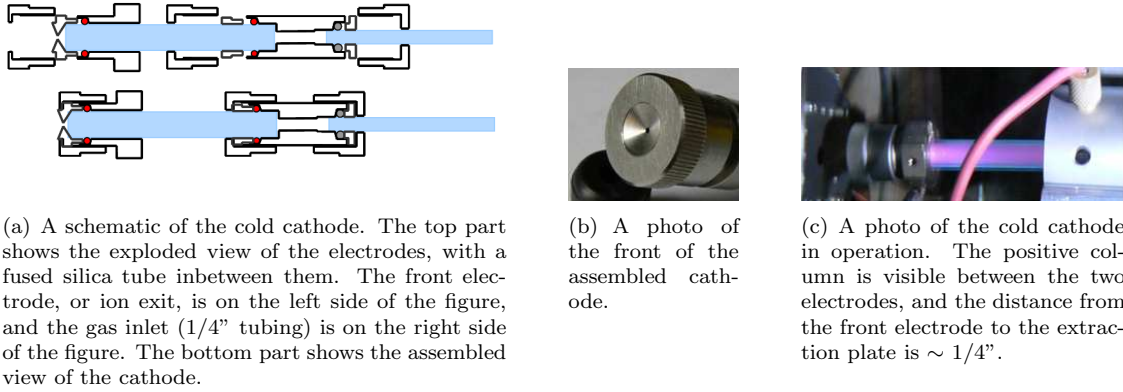 (a) A schematic of the cold cathode. The top part
shows the exploded view of the electrodes, with a
fused silica tube inbetween them. The front elec-
trode, or ion exit, is on the left side of the figure,
and the gas inlet (1/4” tubing) is on the right side
of the figure. The bottom part shows the assembled
view of the cathode.
(b) A photo of
the front of the
assembled cath-
ode.
(c) A photo of the cold cathode
in operation. The positive col-
umn is visible between the two
electrodes, and the distance from
the front electrode to the extrac-
tion plate is ∼ 1/4”.